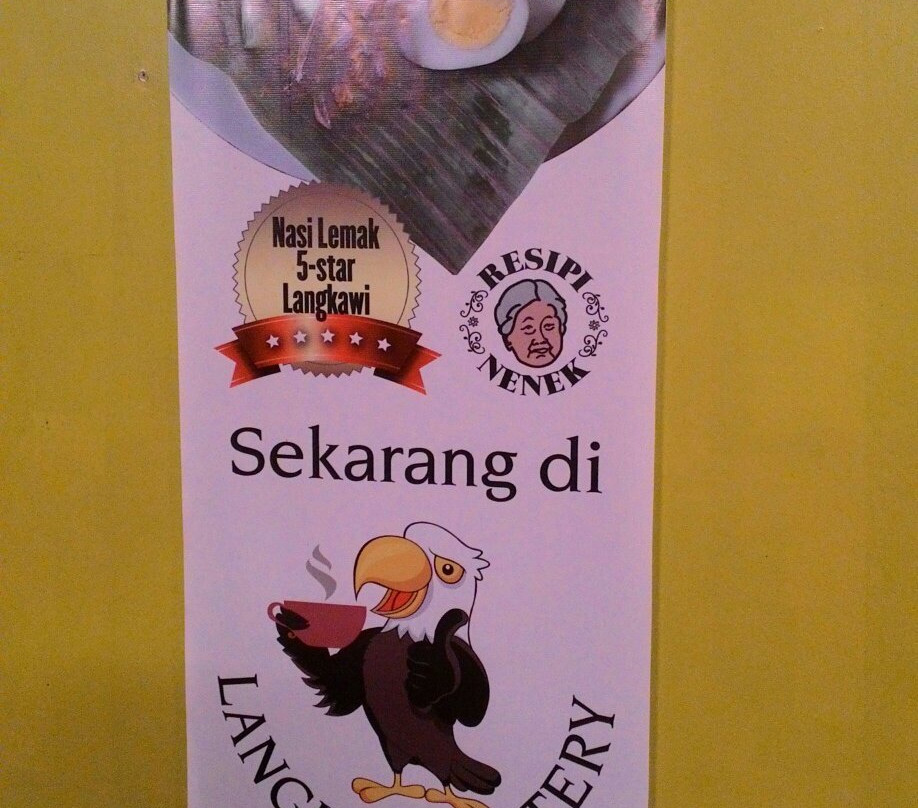 Nasi Lemak
5-star
Langkawi
RESIPI
NENEK
Sekarang di